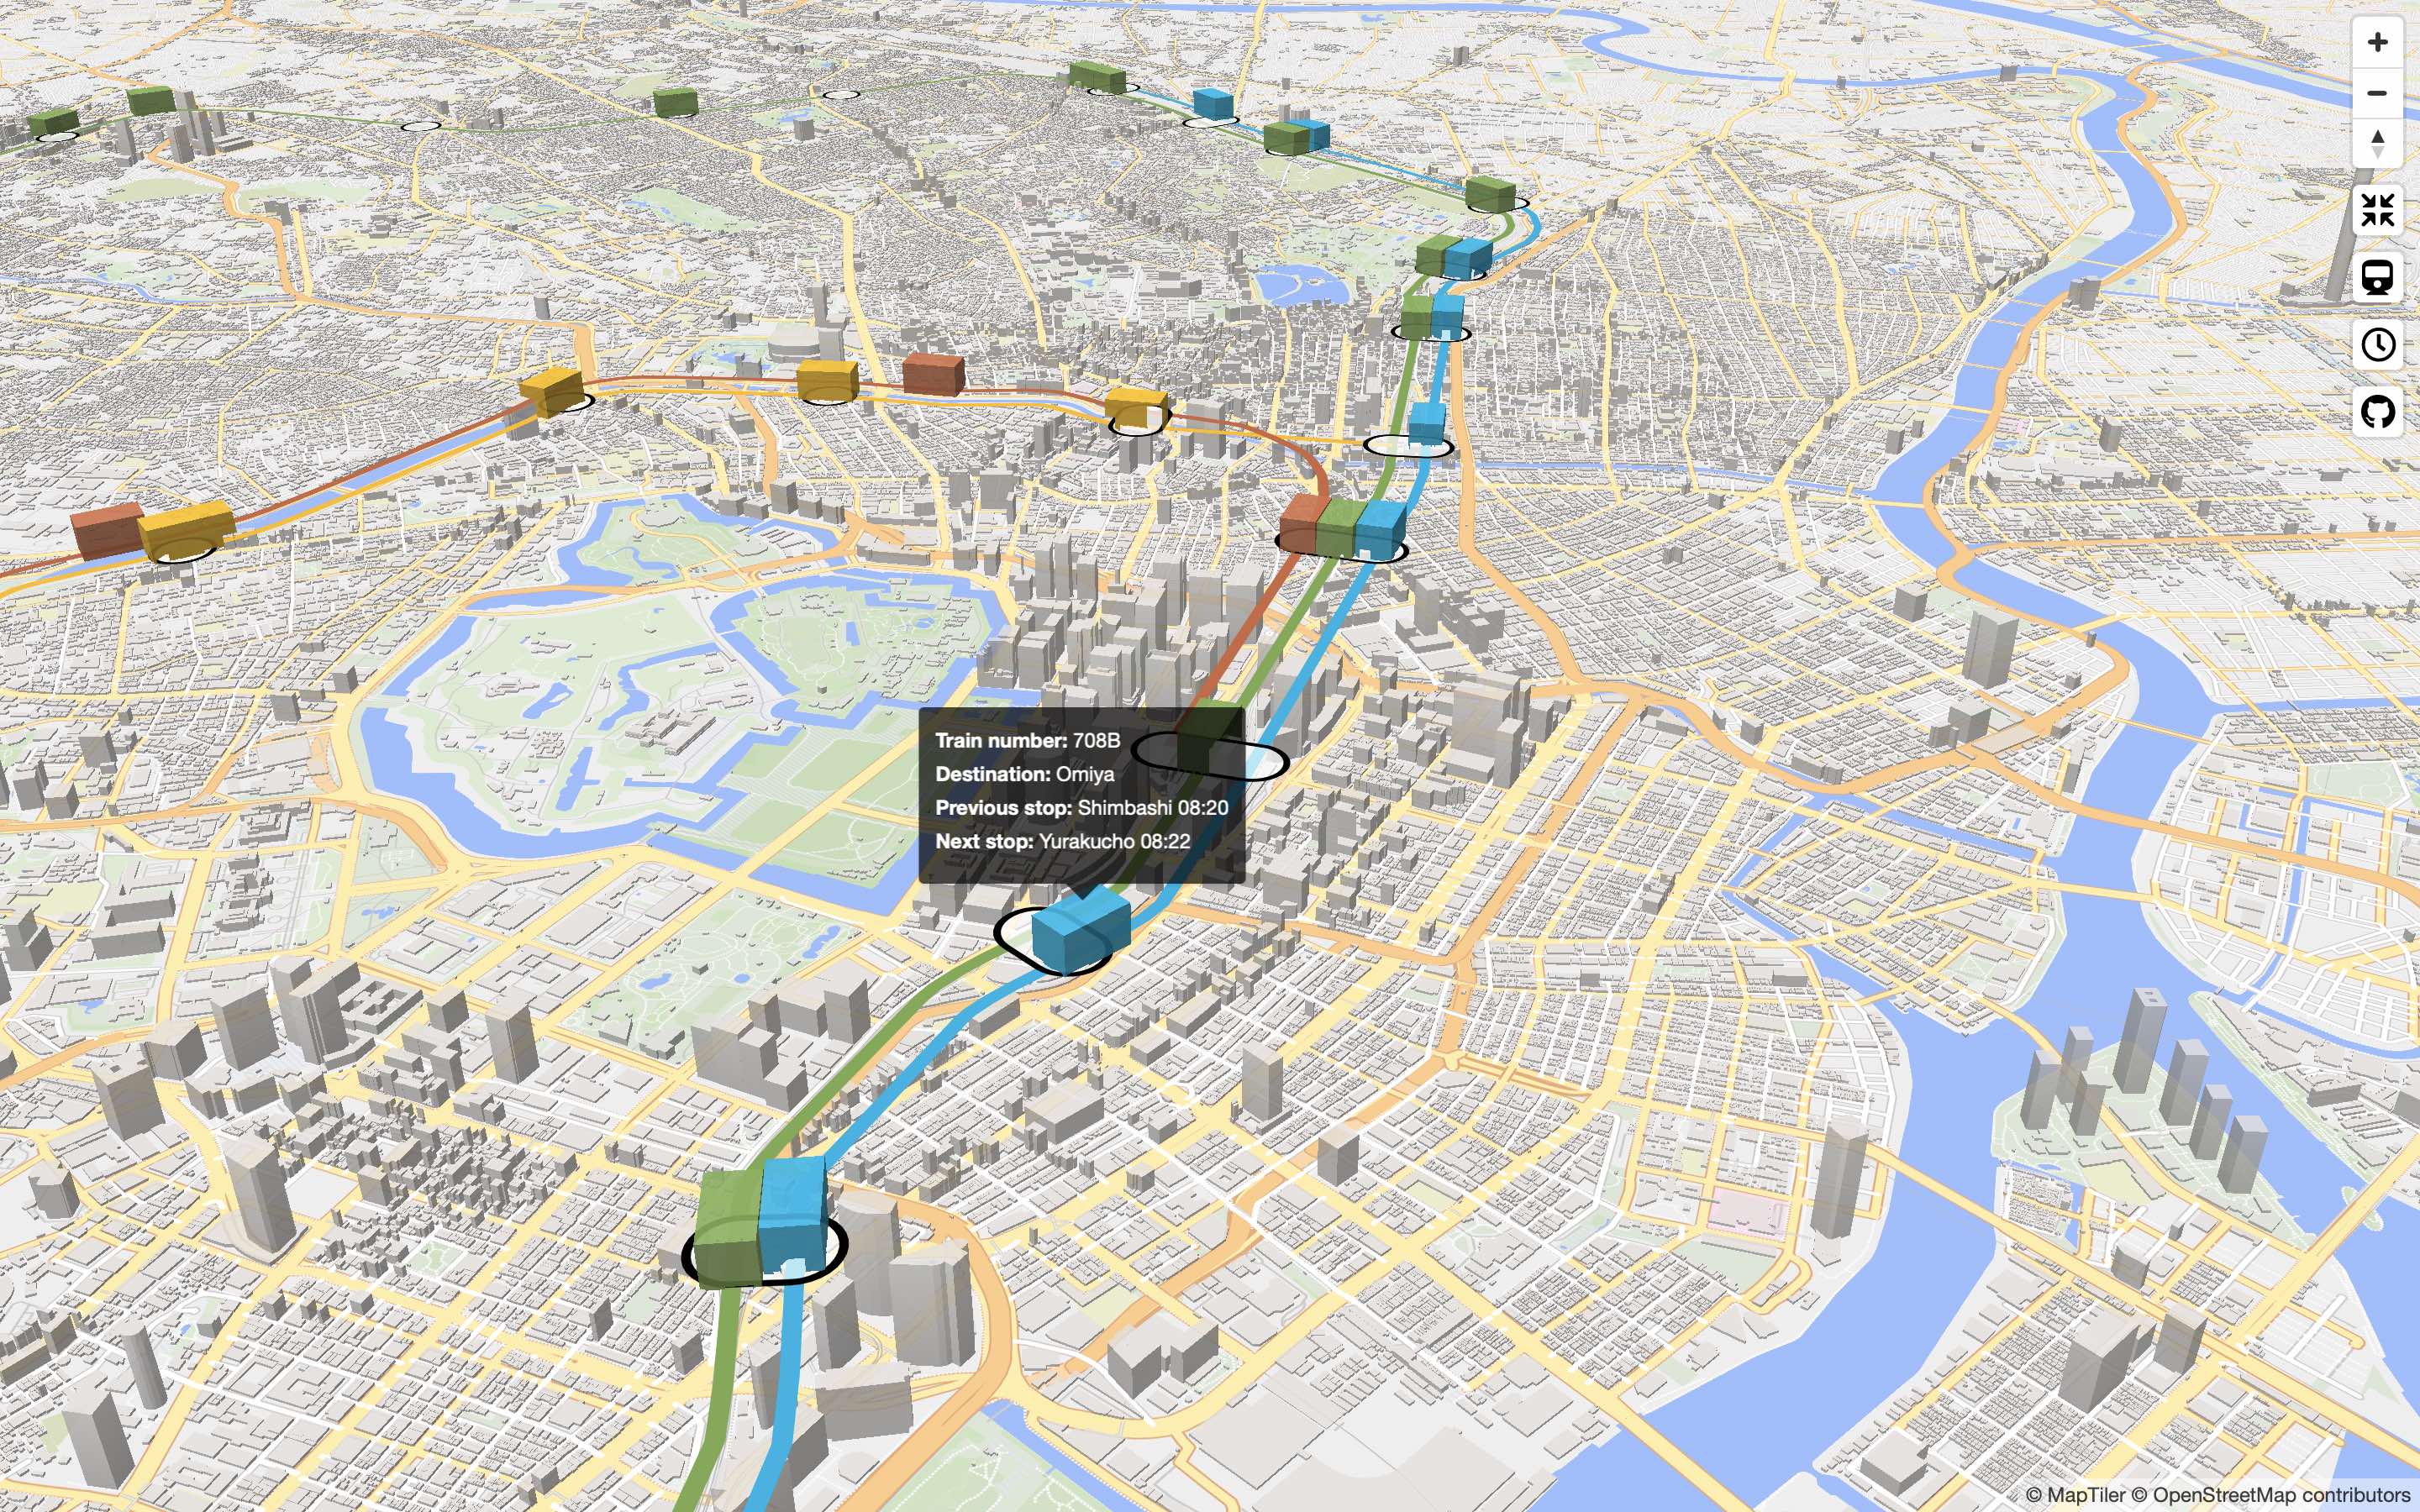 Train number: 708B
Destination: Omiya
Previous stop: Shimbashi 08:20
Next stop: Yurakucho 08:22
© MapTiler © OpenStreetMap contributors